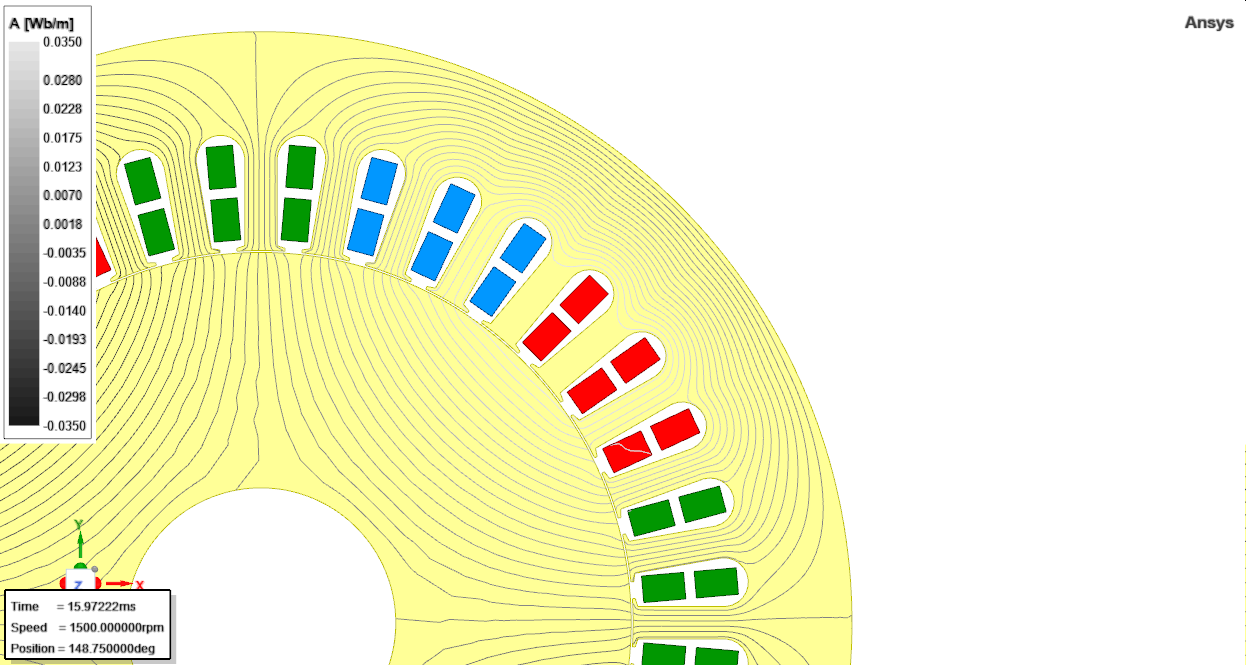 A [Wb/m]
0.0350
0.0280
0.0228
0.0175
0.0123
0.0070
0.0018
-0.0035
-0.0088
-0.0140
-0.0193
-0.0245
-0.0298
-0.0350
Ansys
Y
Z
X
Time = 15.97222ms
Speed = 1500.000000rpm
Position = 148.750000deg